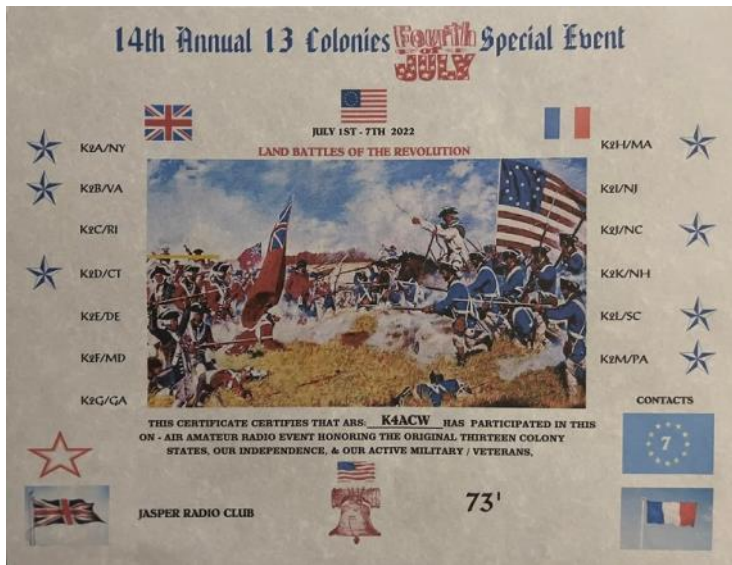 14th Annual 13 Colonies Fourth OF JULY Special Event
JULY 1ST - 7TH 2022
LAND BATTLES OF THE REVOLUTION
K2A/NY
K2B/VA
K2C/RI
K2D/CT
K2E/DE
K2F/MD
K2G/GA
K2H/MA
K2I/NJ
K2J/NC
K2K/NH
K2L/SC
K2M/PA
CONTACTS
7
THIS CERTIFICATE CERTIFIES THAT ARS: K4ACW HAS PARTICIPATED IN THIS
ON - AIR AMATEUR RADIO EVENT HONORING THE ORIGINAL THIRTEEN COLONY
STATES, OUR INDEPENDENCE, & OUR ACTIVE MILITARY / VETERANS.
JASPER RADIO CLUB
73'